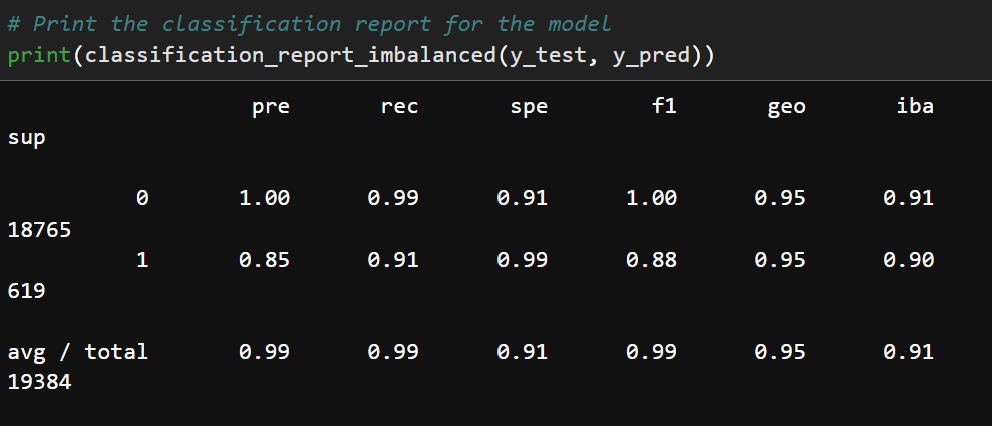 # Print the classification report for the model
print(classification_report_imbalanced(y_test, y_pred))
pre rec spe f1 geo iba
sup
0 1.00 0.99 0.91 1.00 0.95 0.91
18765
1 0.85 0.91 0.99 0.88 0.95 0.90
619
avg / total 0.99 0.99 0.91 0.99 0.95 0.91
19384